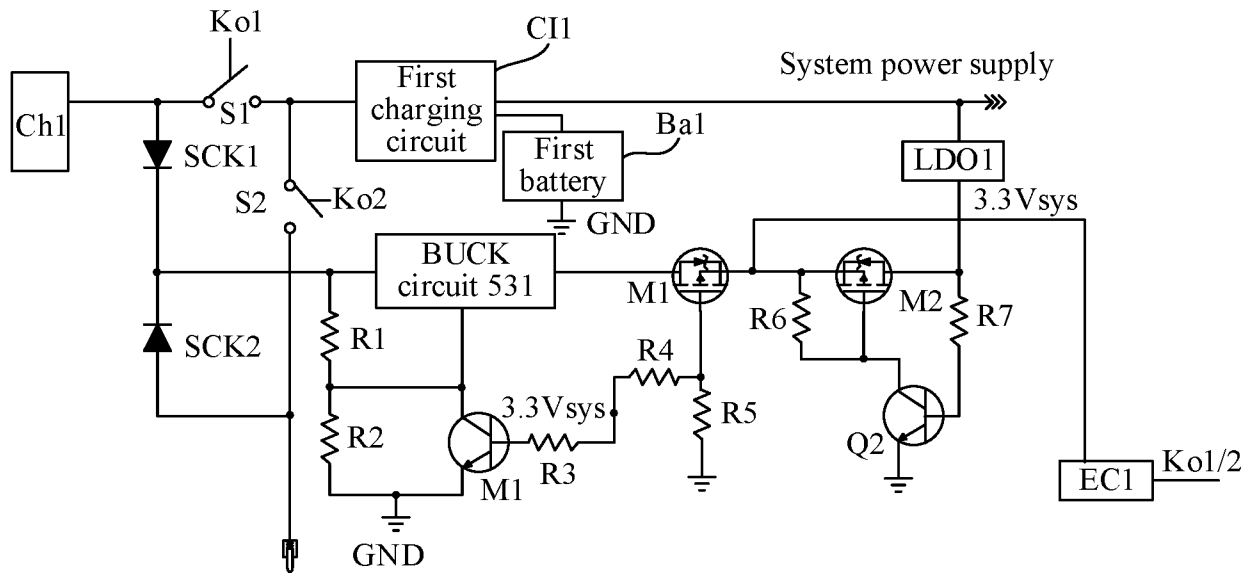 Ko1
CI1
System power supply
Ch1
S1
First
charging
circuit
Ba1
First
battery
LDO1
SCK1
S2
Ko2
GND
3.3Vsys
BUCK
circuit 531
M1
M2
R6
R7
SCK2
R1
R4
R5
3.3Vsys
R2
R3
M1
Q2
Ko1/2
EC1
GND